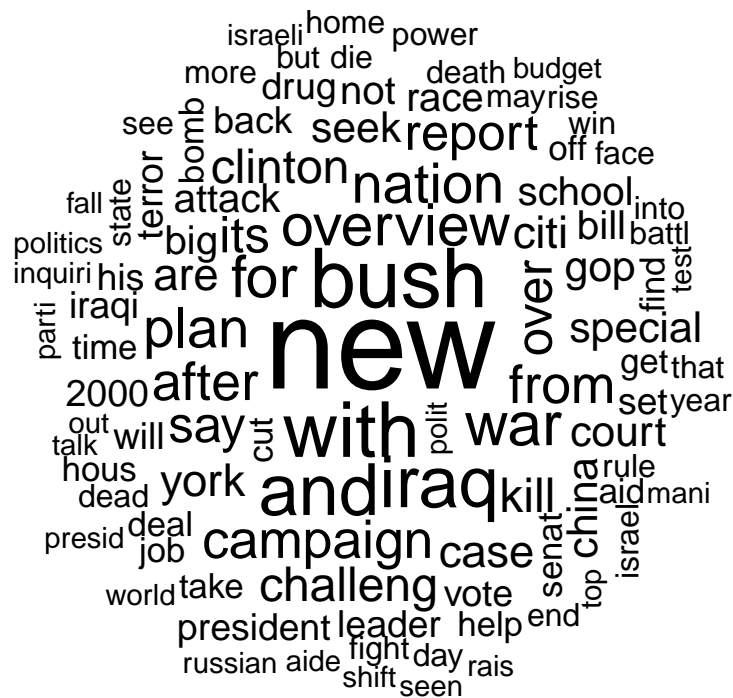 israeli home power
but die
more drug not death budget
race may rise
see bomb back seek report win
off face
terror clinton nation
fall state attack school into
politics big its overview citi bill battl
inquiri his are for bush over gop find test
parti iraqi plan new special
time
2000 after from get that
out will say cut with polit war set year
talk court
hous york and iraq kill rule
dead china aid mani
presid deal campaign case senat israel
job top
world take challeng vote
president leader help end
fight day
russian aide shift rais
seen